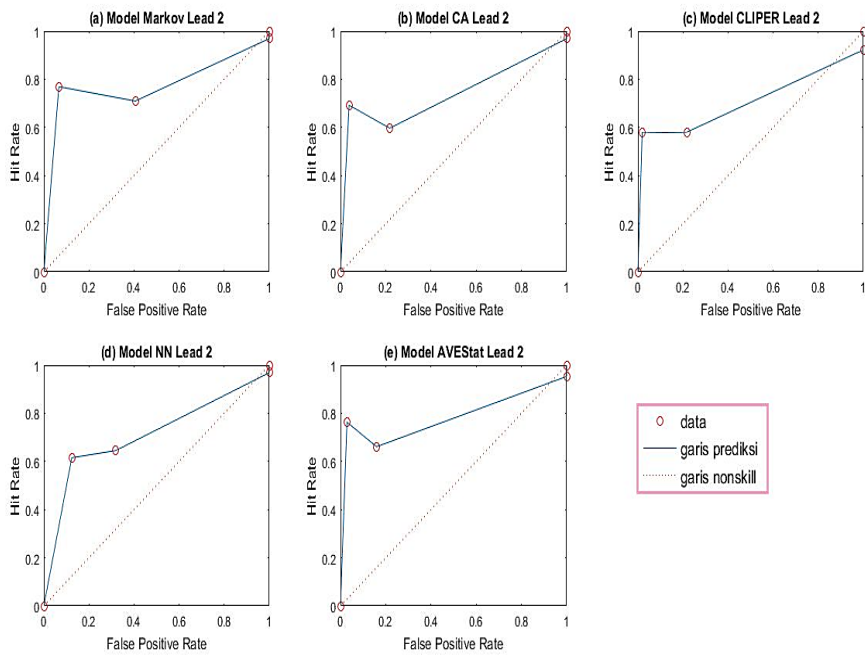 (a) Model Markov Lead 2
Hit Rate
1
0.8
0.6
0.4
0.2
0
0 0.2 0.4 0.6 0.8 1
False Positive Rate
(b) Model CA Lead 2
Hit Rate
1
0.8
0.6
0.4
0.2
0
0 0.2 0.4 0.6 0.8 1
False Positive Rate
(c) Model CLIPER Lead 2
Hit Rate
1
0.8
0.6
0.4
0.2
0
0 0.2 0.4 0.6 0.8 1
False Positive Rate
(d) Model NN Lead 2
Hit Rate
1
0.8
0.6
0.4
0.2
0
0 0.2 0.4 0.6 0.8 1
False Positive Rate
(e) Model AVEStat Lead 2
Hit Rate
1
0.8
0.6
0.4
0.2
0
0 0.2 0.4 0.6 0.8 1
False Positive Rate
data
garis prediksi
garis nonskill